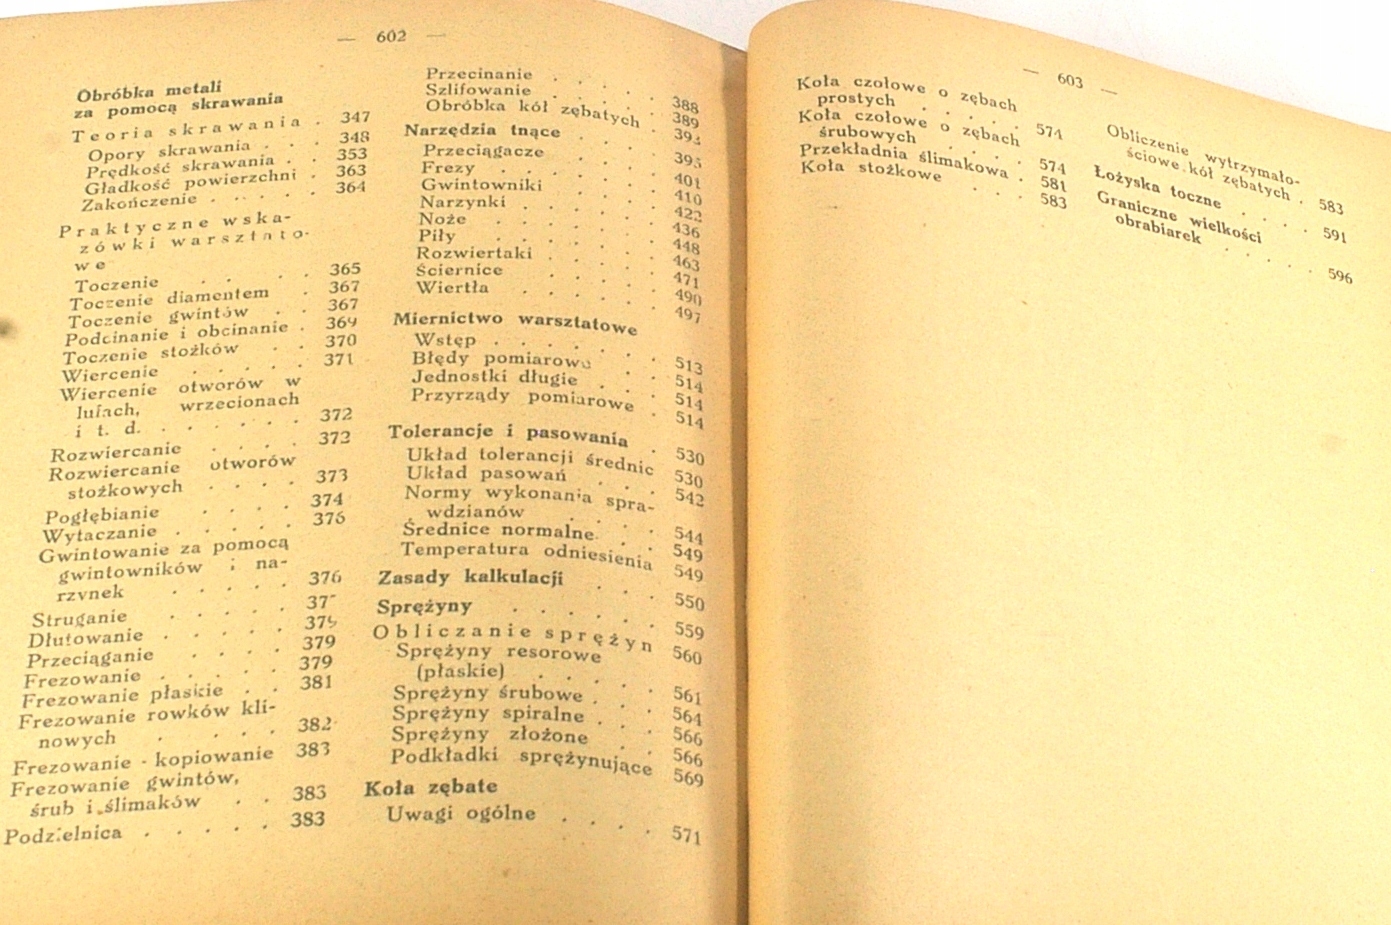 — 602 —
Obróbka metali
za pomocą skrawania
Teoria skrawania . 347
Opory skrawania . . . 348
Prędkość skrawania . . 353
Gładkość powierzchni . 363
Zakończenie . . . . . 364
Praktyczne wska-
zówki warsztato-
we
Toczenie . . . . 365
Toczenie diamentem . 367
Toczenie gwintów . . 367
Podcinanie i obcinanie . 369
Toczenie stożków . . 370
Wiercenie . . . . . 371
Wiercenie otworów w
lufach, wrzecionach
i t. d. . . . . . . 372
Rozwiercanie . . . . 372
Rozwiercanie otworów
stożkowych . . . . 373
Pogłębianie . . . . 374
Wytaczanie . . . . . 375
Gwintowanie za pomocą
gwintowników i na-
rzynek . . . . . 376
Struganie . . . . .
Dłutowanie . . . . .
Przeciąganie . . . . 379
Frezowanie . . . . . 379
Frezowanie płaskie . . 381
Frezowanie rowków kli-
nowych . . . . 382
Frezowanie - kopiowanie 383
Frezowanie gwintów,
śrub i ślimaków . . 383
Podzielnica . . . . . 383
Przecinanie . . . . . 388
Szlifowanie . . . . . 389
Obróbka kół zębatych .
Narzędzia tnące . . .
Przeciągacze . . . . 401
Frezy . . . . . . 410
Gwintowniki . . . . 422
Narzynki . . . . . 436
Noże . . . . . . 448
Piły . . . . . . 463
Rozwiertaki . . . . 471
Ściernice . . . . . 490
Wiertła . . . . . 497
Miernictwo warsztatowe
Wstęp . . . . . . 513
Błędy pomiarowe . . 514
Jednostki długie . . . 514
Przyrządy pomiarowe . 514
Tolerancje i pasowania . 530
Układ tolerancji średnic 530
Układ pasowań . . . 542
Normy wykonania spra-
wdzianów . . . . 544
Średnice normalne . . 549
Temperatura odniesienia 549
Zasady kalkulacji . . . 550
Sprężyny . . . . . 559
Obliczanie sprężyn 560
Sprężyny resorowe
(płaskie) . . . . . 561
Sprężyny śrubowe . . . 564
Sprężyny spiralne . . . 566
Sprężyny złożone . . 566
Podkładki sprężynujące 569
Koła zębate
Uwagi ogólne . . . . 571
— 603 —
Koła czołowe o zębach
prostych . . . . . 574
Koła czołowe o zębach
śrubowych . . . . 574
Przekładnia ślimakowa . 581
Koła stożkowe . . . 583
Obliczenie wytrzymało-
ściowe kół zębatych . 583
Łożyska toczne . . . . 591
Graniczne wielkości
obrabiarek . . . . . 596